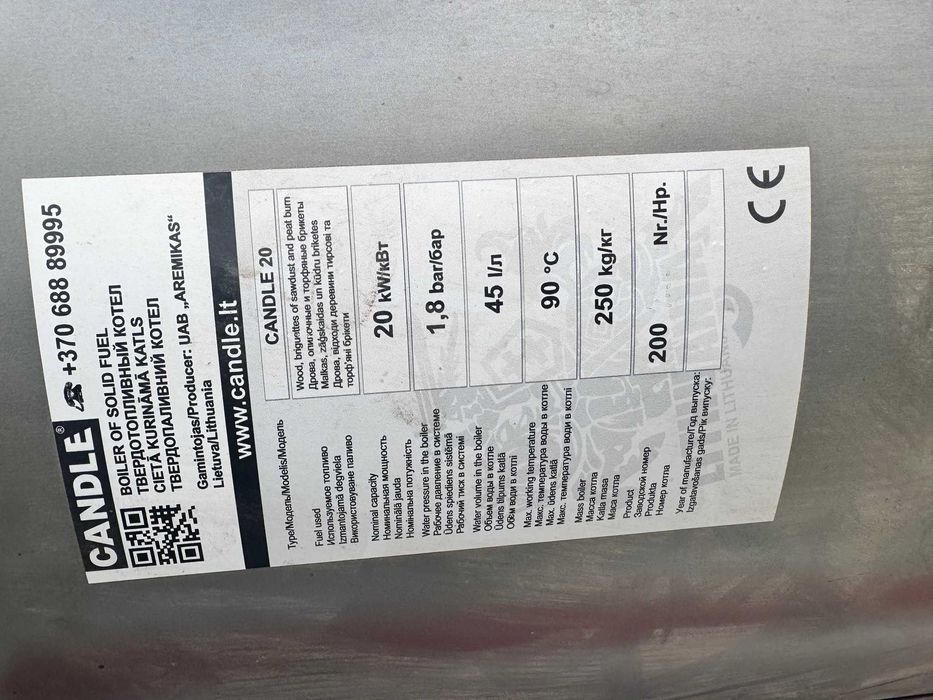 CANDLE® +370 688 89995
BOILER OF SOLID FUEL
ТВЕРДОТОПЛИВНЫЙ КОТЕЛ
CIETĀ KURINĀMĀ KATLS
ТВЕРДОПАЛИВНИЙ КОТЕЛ
Gamintojas/Producer: UAB „AREMIKAS“
Lietuva/Lithuania
www.candle.lt
Type/Модель/Modelis/Модель CANDLE 20
Fuel used
Используемое топливо
Izmantojamā degviela
Використовуване паливо
Wood, briguettes of sawdust and peat burn
Дрова, опилочные и торфяные брикеты
Malkas, zāģskaidas un kūdru briketes
Дрова, відходи деревини тирсові та
торф'яні брікети
Nominal capacity
Номинальная мощность
Nominālā jauda
Номінальна потужність
20 kW/кВт
Water pressure in the boiler
Рабочее давление в системе
Ūdens spiediens sistēmā
Рабочий тиск в системі
1,8 bar/бар
Water volume in the boiler
Объем воды в котле
Ūdens tilpums katlā
Об'єм води в котлі
45 l/л
Max. working temperature
Макс. температура воды в котле
Max. ūdens katlā
Макс. температура води в котлі
90 °C
Mass boiler
Масса котла
Katla masa
Маса котла
250 kg/кг
Product
Заводской номер
Produkta
Номер котла
200 Nr./Нр.
Year of manufacture/Год выпуска:
Izgatavošanas gads/Рік випуску:
MADE IN LITHUANIA
CE